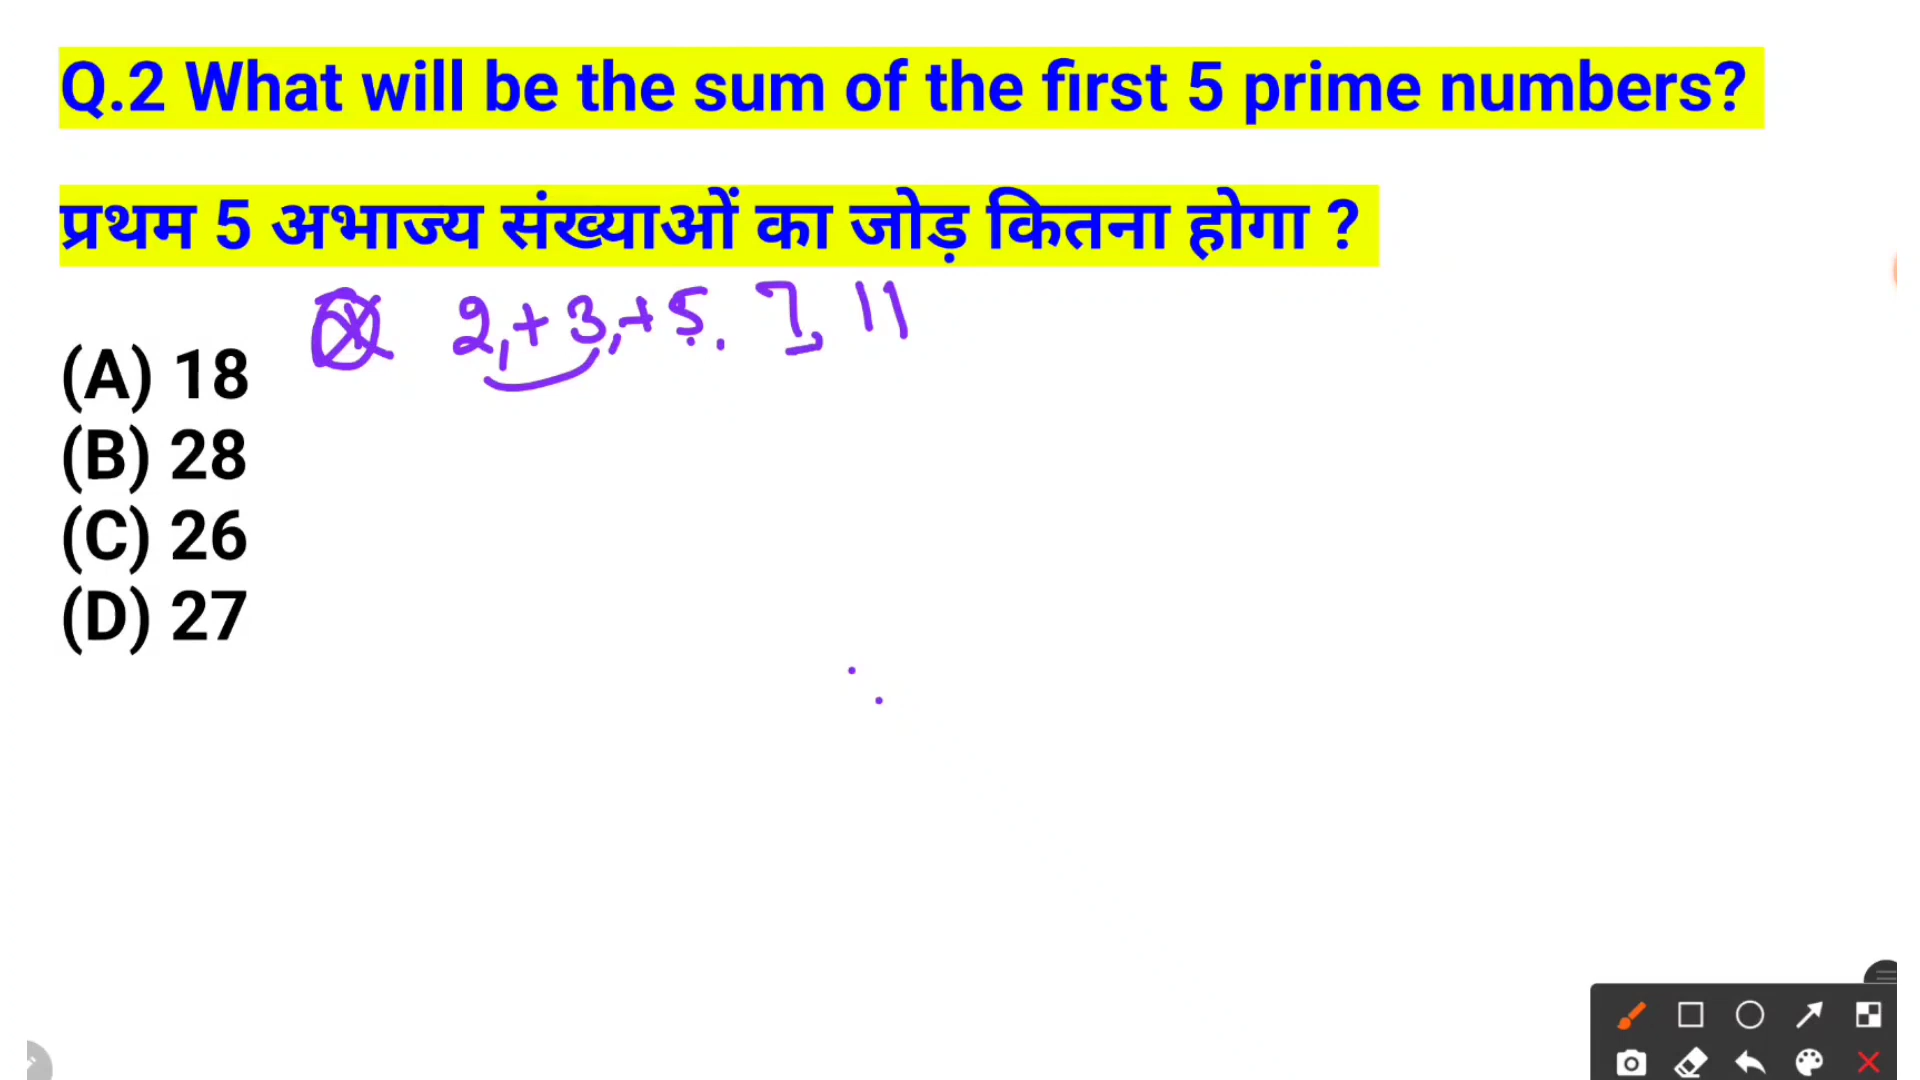 Q.2 What will be the sum of the first 5 prime numbers?
प्रथम 5 अभाज्य संख्याओं का जोड़ कितना होगा ?
2,+3,+5. 7, 11
(A) 18
(B) 28
(C) 26
(D) 27